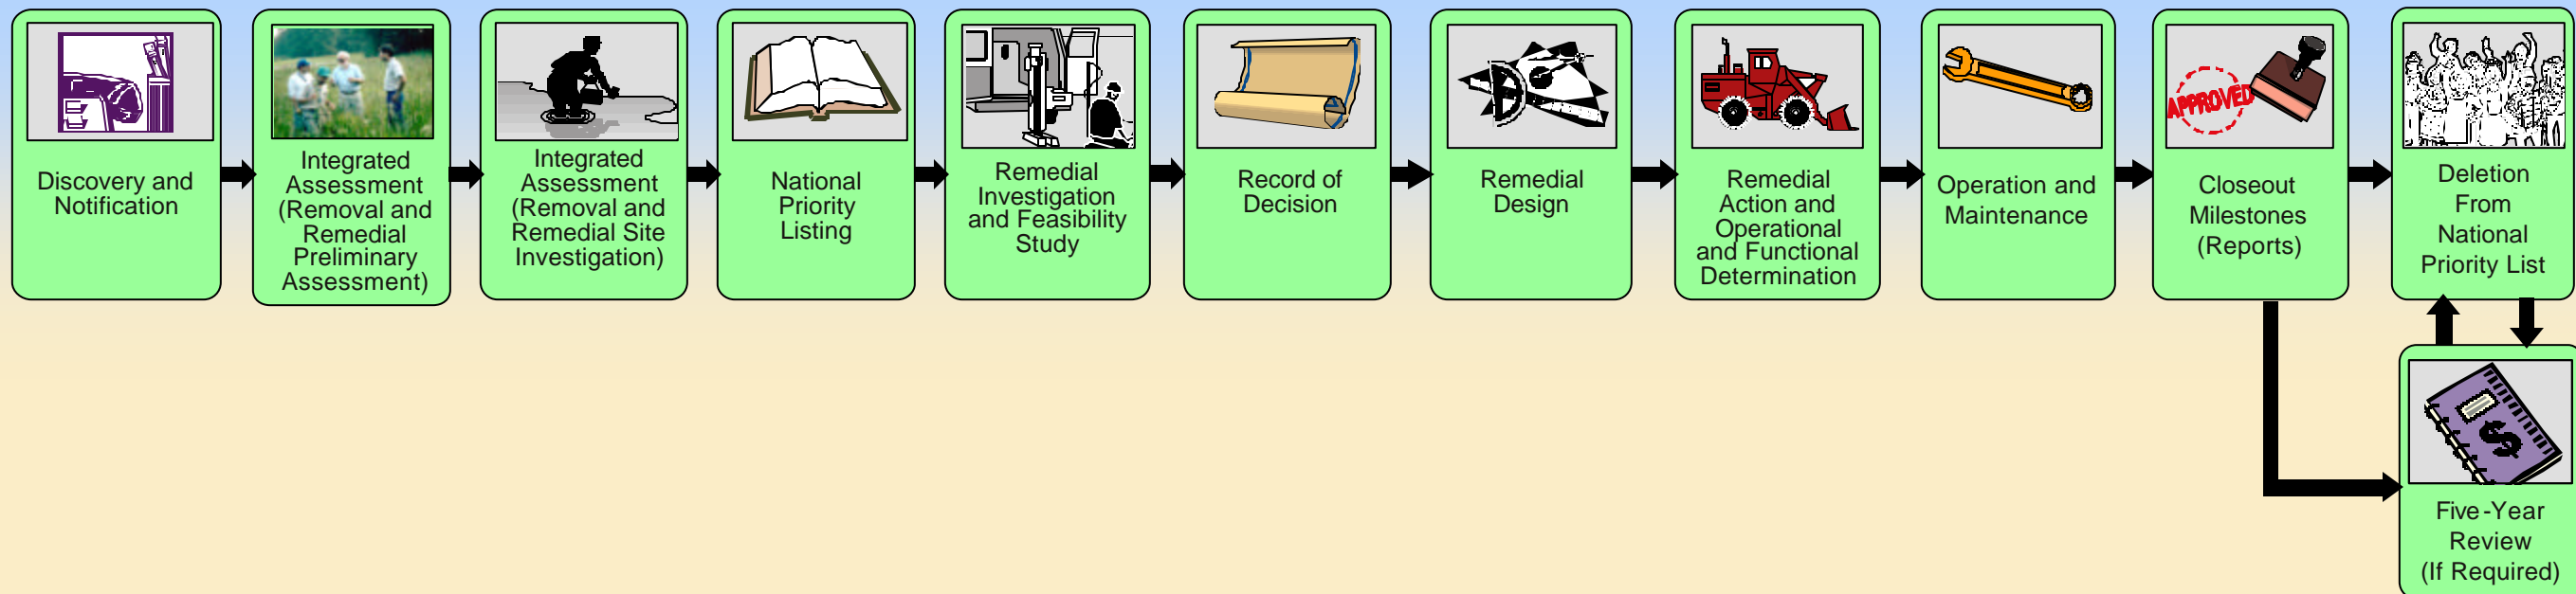 Discovery and
Notification
Integrated
Assessment
(Removal and
Remedial
Preliminary
Assessment)
Integrated
Assessment
(Removal and
Remedial Site
Investigation)
National
Priority
Listing
Remedial
Investigation
and Feasibility
Study
Record of
Decision
Remedial
Design
Remedial
Action and
Operational
and Functional
Determination
Operation and
Maintenance
APPROVED
Closeout
Milestones
(Reports)
Deletion
From
National
Priority List
$
Five-Year
Review
(If Required)